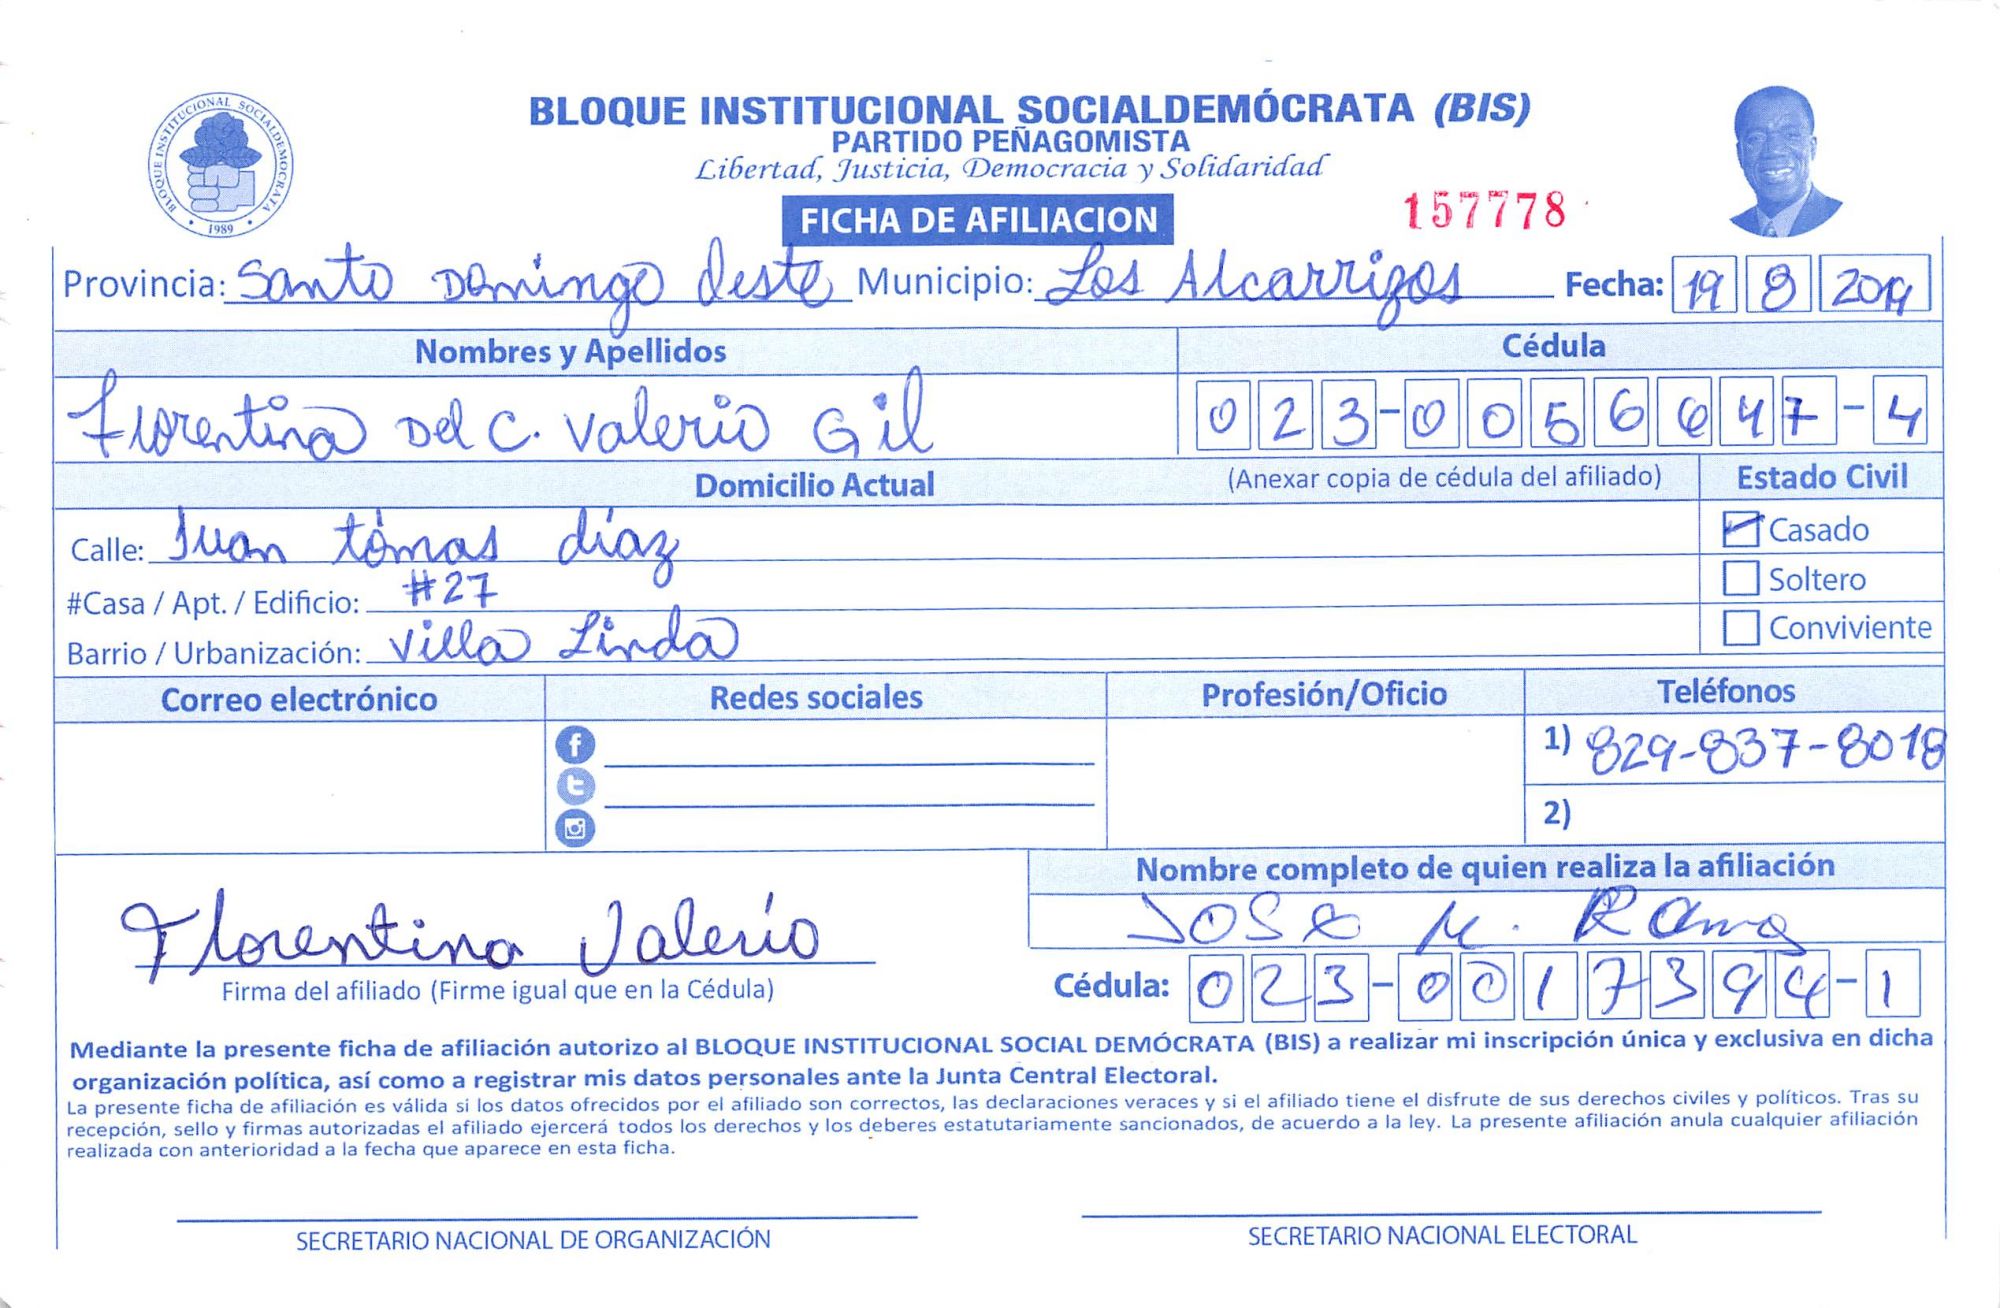 BLOQUE INSTITUCIONAL SOCIALDEMÓCRATA (BIS)
PARTIDO PEÑAGOMISTA
Libertad, Justicia, Democracia y Solidaridad
BLOQUE INSTITUCIONAL SOCIALDEMOCRATA
1989
FICHA DE AFILIACION
157778
Provincia: Santo Domingo Oeste Municipio: Los Alcarrizos Fecha: 19 8 2019
Nombres y Apellidos Cédula
Florentina Del C. Valerio Gil 023-0056647-4
Domicilio Actual (Anexar copia de cédula del afiliado) Estado Civil
Calle: Juan tómas díaz Casado
#Casa / Apt. / Edificio: #27 Soltero
Barrio / Urbanización: Villa Linda Conviviente
Correo electrónico Redes sociales Profesión/Oficio Teléfonos
1) 829-837-8018
2)
Nombre completo de quien realiza la afiliación
Jose M.
Florentina Valerio
Firma del afiliado (Firme igual que en la Cédula) Cédula: 023-0017394-1
Mediante la presente ficha de afiliación autorizo al BLOQUE INSTITUCIONAL SOCIAL DEMÓCRATA (BIS) a realizar mi inscripción única y exclusiva en dicha
organización política, así como a registrar mis datos personales ante la Junta Central Electoral.
La presente ficha de afiliación es válida si los datos ofrecidos por el afiliado son correctos, las declaraciones veraces y si el afiliado tiene el disfrute de sus derechos civiles y políticos. Tras su
recepción, sello y firmas autorizadas el afiliado ejercerá todos los derechos y los deberes estatutariamente sancionados, de acuerdo a la ley. La presente afiliación anula cualquier afiliación
realizada con anterioridad a la fecha que aparece en esta ficha.
SECRETARIO NACIONAL DE ORGANIZACIÓN SECRETARIO NACIONAL ELECTORAL